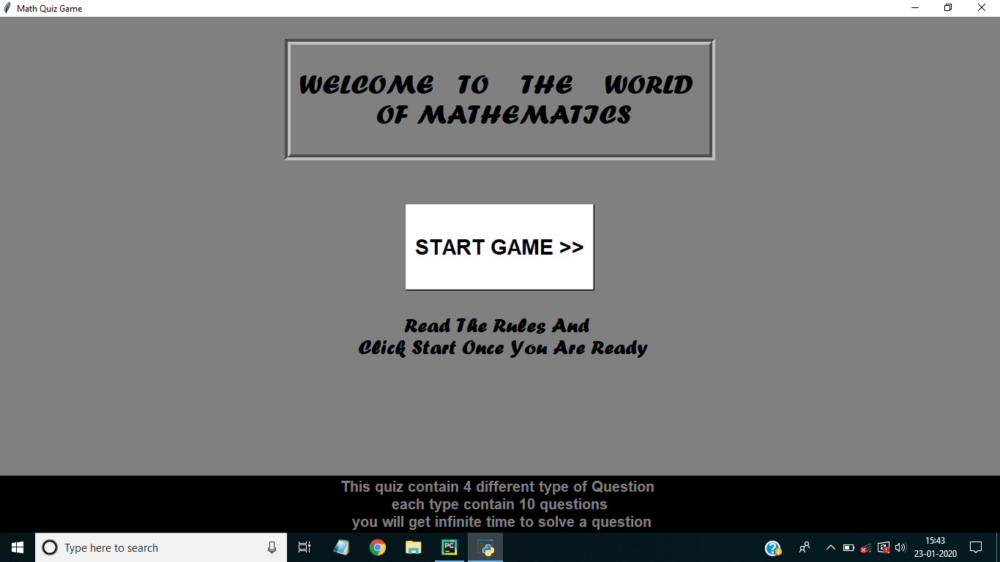 Math Quiz Game
WELCOME TO THE WORLD
OF MATHEMATICS
START GAME >>
Read The Rules And
Click Start Once You Are Ready
This quiz contain 4 different type of Question
each type contain 10 questions
you will get infinite time to solve a question
Type here to search
PC
15:43
23-01-2020